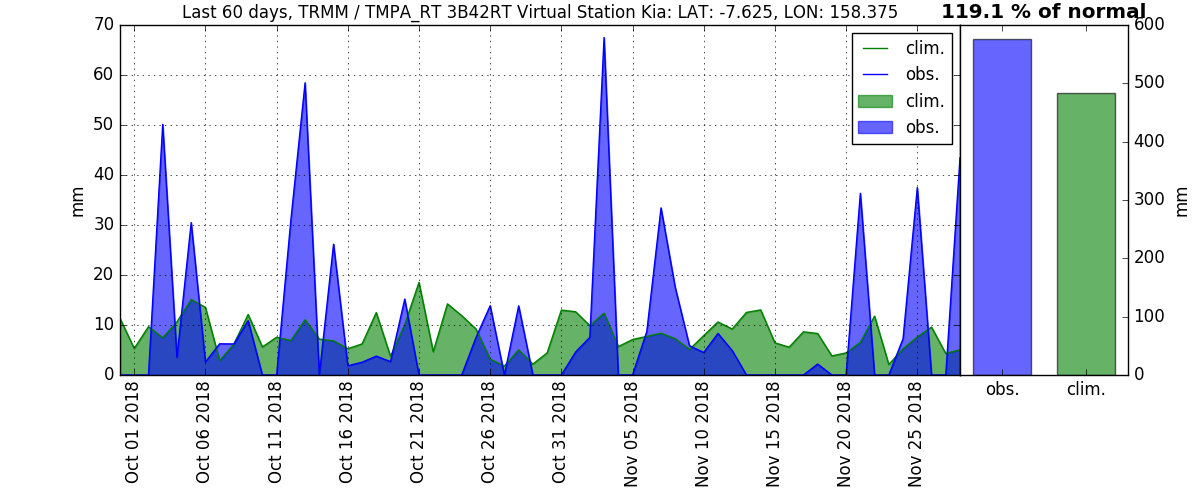 Last 60 days, TRMM / TMPA_RT 3B42RT Virtual Station Kia: LAT: -7.625, LON: 158.375
119.1 % of normal
70
60
50
40
30
20
10
0
mm
clim.
obs.
clim.
obs.
600
500
400
300
200
100
0
mm
obs.
clim.
Oct 01 2018
Oct 06 2018
Oct 11 2018
Oct 16 2018
Oct 21 2018
Oct 26 2018
Oct 31 2018
Nov 05 2018
Nov 10 2018
Nov 15 2018
Nov 20 2018
Nov 25 2018